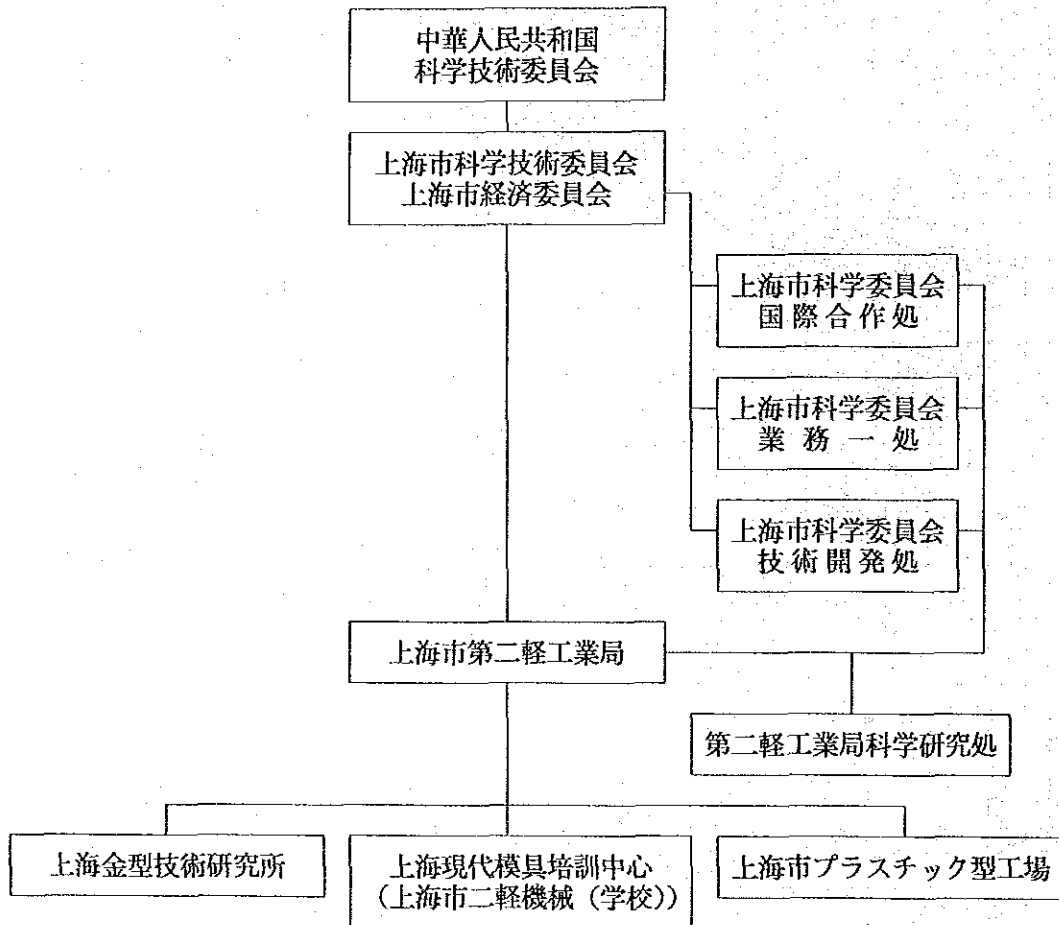 中華人民共和国
科学技術委員会
上海市科学技術委員会
上海市経済委員会
上海市科学委員会
国際合作処
上海市科学委員会
業務一処
上海市科学委員会
技術開発処
上海市第二軽工業局
第二軽工業局科学研究処
上海金型技術研究所
上海現代模具培訓中心
（上海市二軽機械（学校））
上海市プラスチック型工場